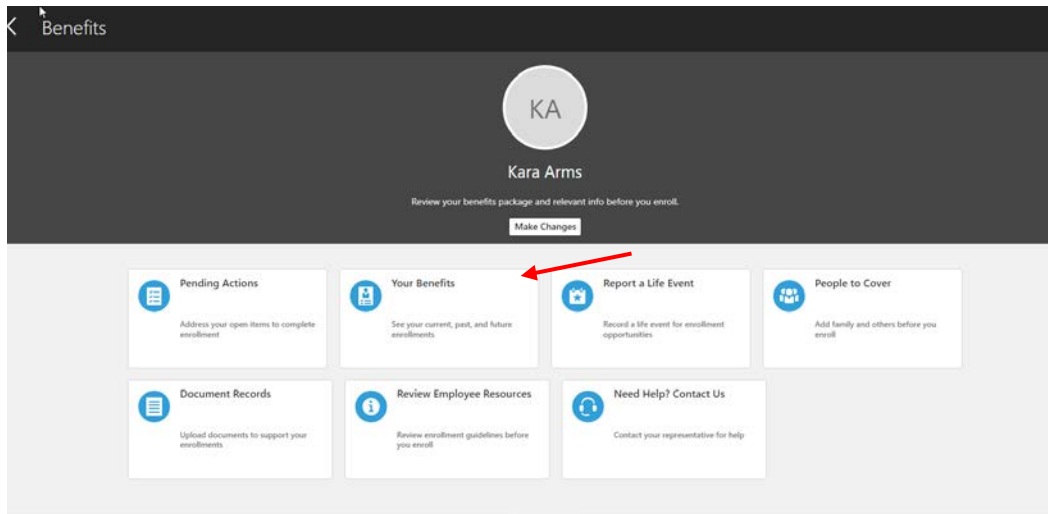 Benefits
KA
Kara Arms
Review your benefits package and relevant info before you enroll.
Make Changes
Pending Actions
Address your open items to complete
enrollment
Your Benefits
See your current, past, and future
enrollments
Report a Life Event
Record a life event for enrollment
opportunities
People to Cover
Add family and others before you
enroll
Document Records
Upload documents to support your
enrollments
Review Employee Resources
Review enrollment guidelines before
you enroll
Need Help? Contact Us
Contact your representative for help